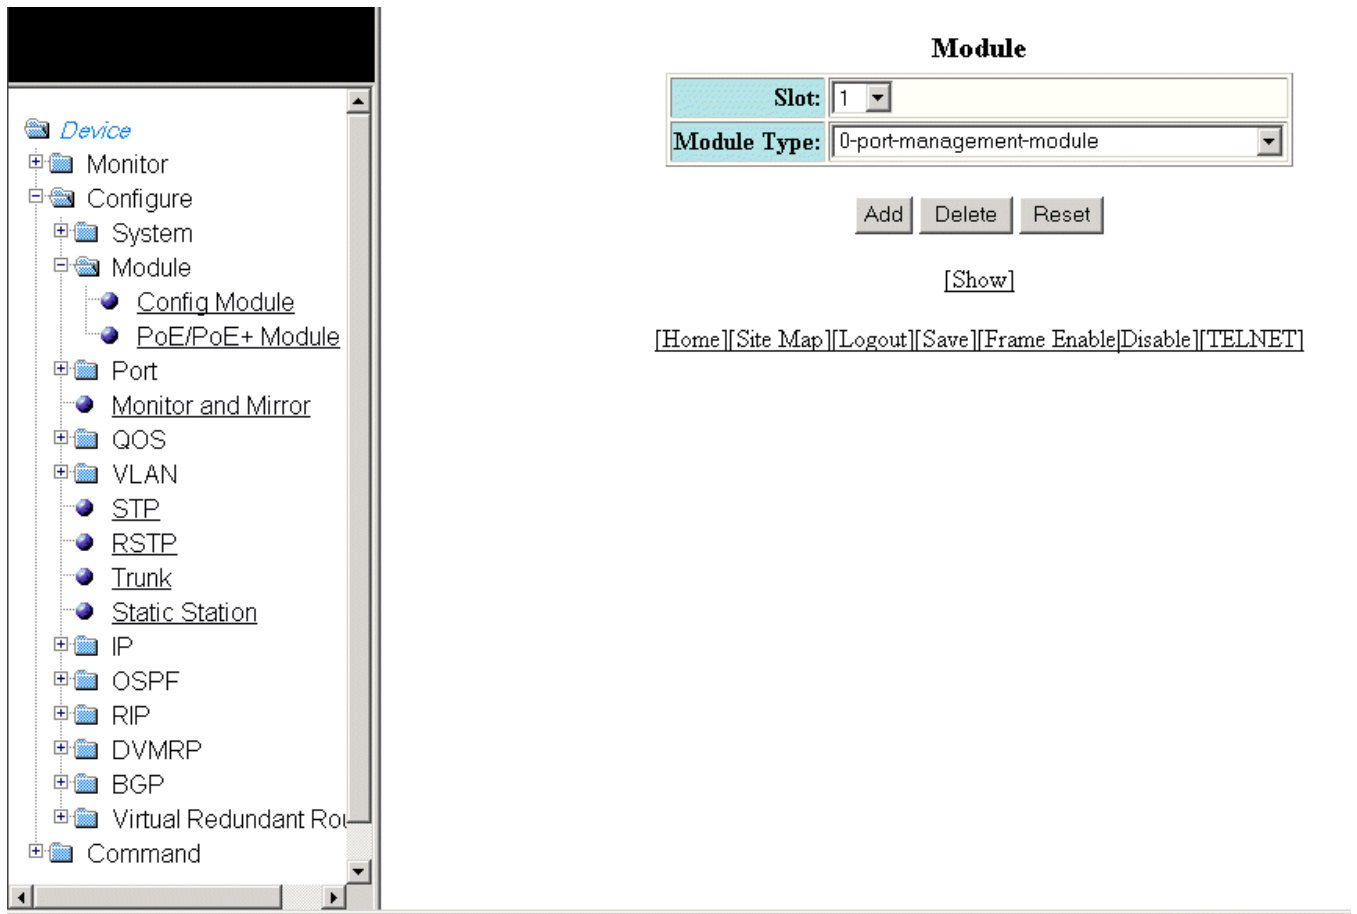 Device
Monitor
Configure
System
Module
Config Module
PoE/PoE+ Module
Port
Monitor and Mirror
QOS
VLAN
STP
RSTP
Trunk
Static Station
IP
OSPF
RIP
DVMRP
BGP
Virtual Redundant
Command
Module
Slot: 1
Module Type: 0-port-management-module
Add Delete Reset
[Show]
[Home][Site Map][Logout][Save][Frame Enable|Disable][TELNET]